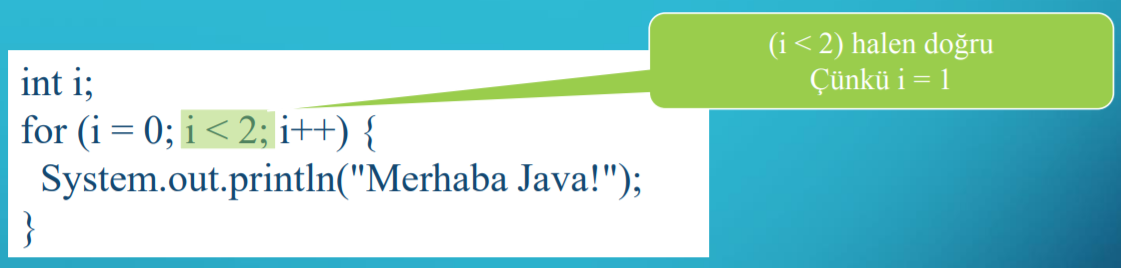 (i < 2) halen doğru
Çünkü i = 1
int i;
for (i = 0; i < 2; i++) {
System.out.println("Merhaba Java!");
}